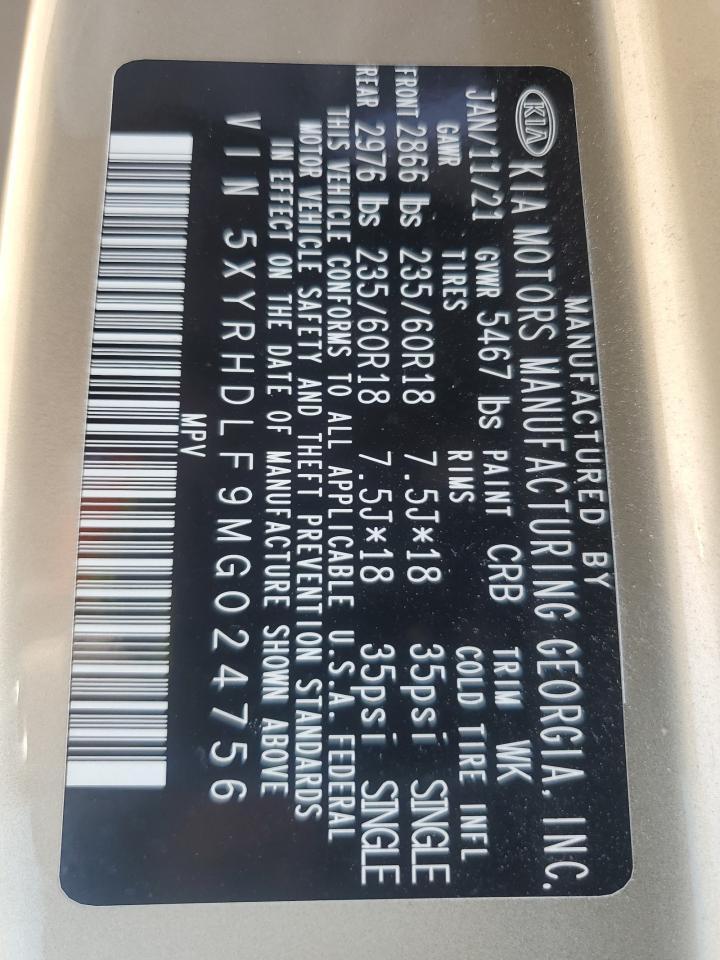 MANUFACTURED BY
KIA KIA MOTORS MANUFACTURING GEORGIA, INC.
JAN/11/21 GVWR 5467 lbs PAINT CRB TRIM WK
GAWR TIRES RIMS COLD TIRE INFL
FRONT 2866 lbs 235/60R18 7.5J*18 35psi SINGLE
REAR 2976 lbs 235/60R18 7.5J*18 35psi SINGLE
THIS VEHICLE CONFORMS TO ALL APPLICABLE U.S.A. FEDERAL
MOTOR VEHICLE SAFETY AND THEFT PREVENTION STANDARDS
IN EFFECT ON THE DATE OF MANUFACTURE SHOWN ABOVE
VIN 5XYRHDLF9MG024756
MPV